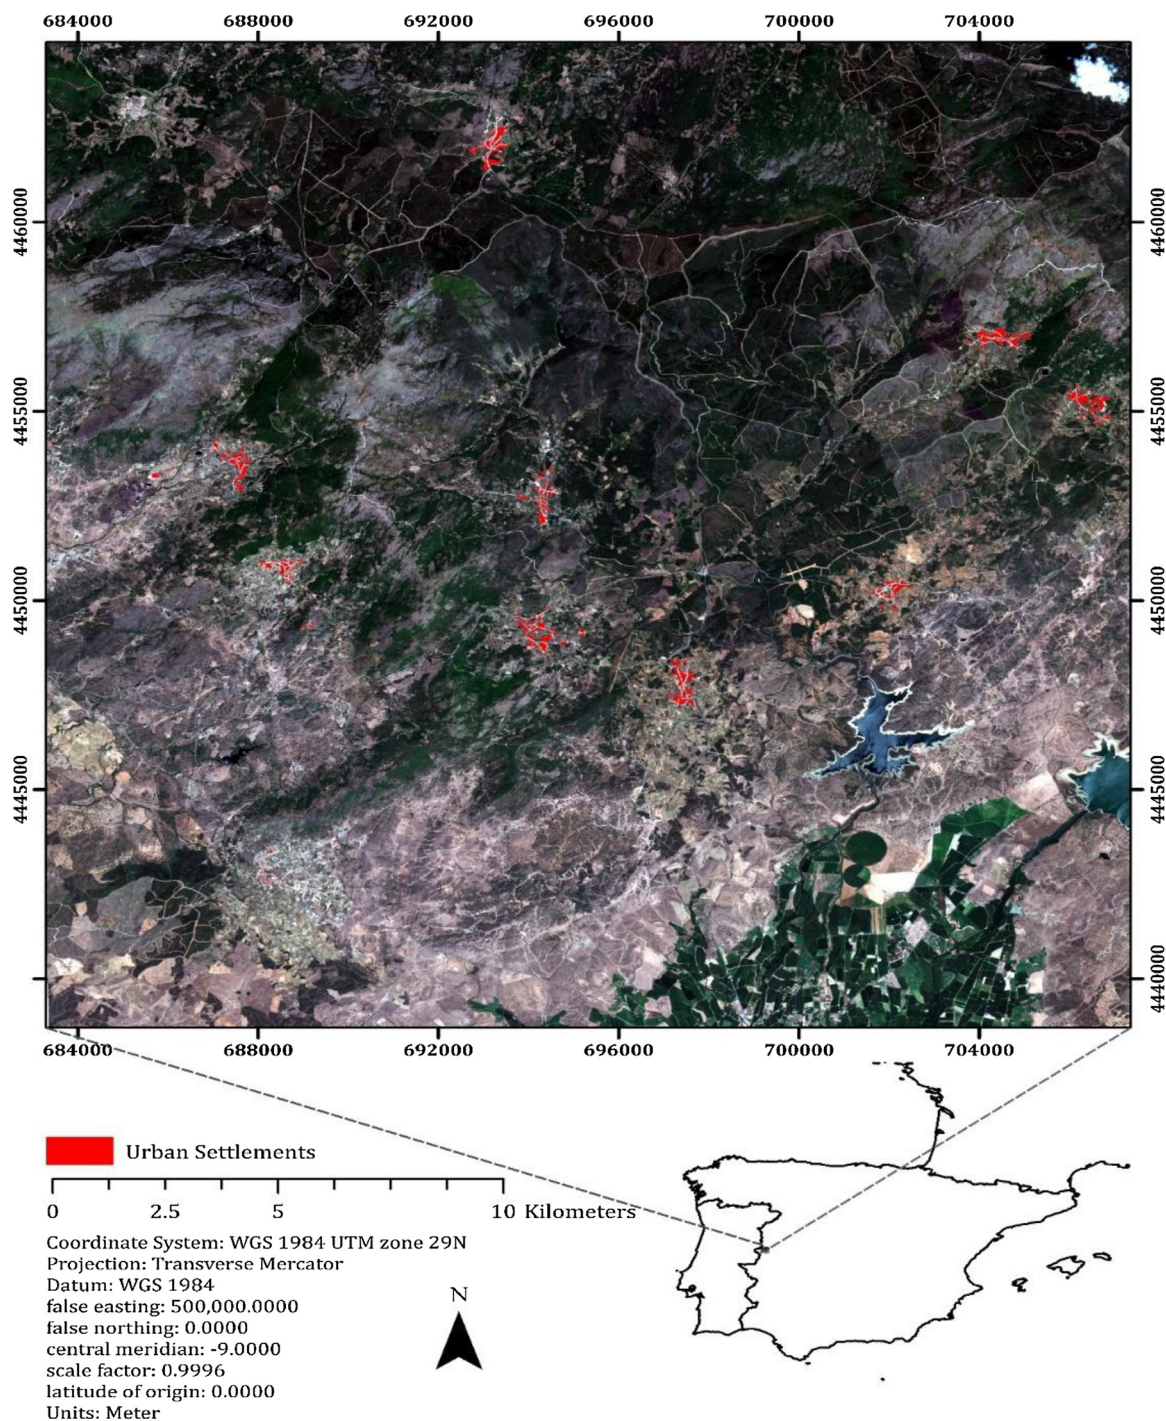 684000 688000 692000 696000 700000 704000
4460000 4460000
4455000 4455000
4450000 4450000
4445000 4445000
4440000 4440000
684000 688000 692000 696000 700000 704000
Urban Settlements
0 2.5 5 10 Kilometers
Coordinate System: WGS 1984 UTM zone 29N
Projection: Transverse Mercator
Datum: WGS 1984
false easting: 500,000.0000
false northing: 0.0000
central meridian: -9.0000
scale factor: 0.9996
latitude of origin: 0.0000
Units: Meter
N